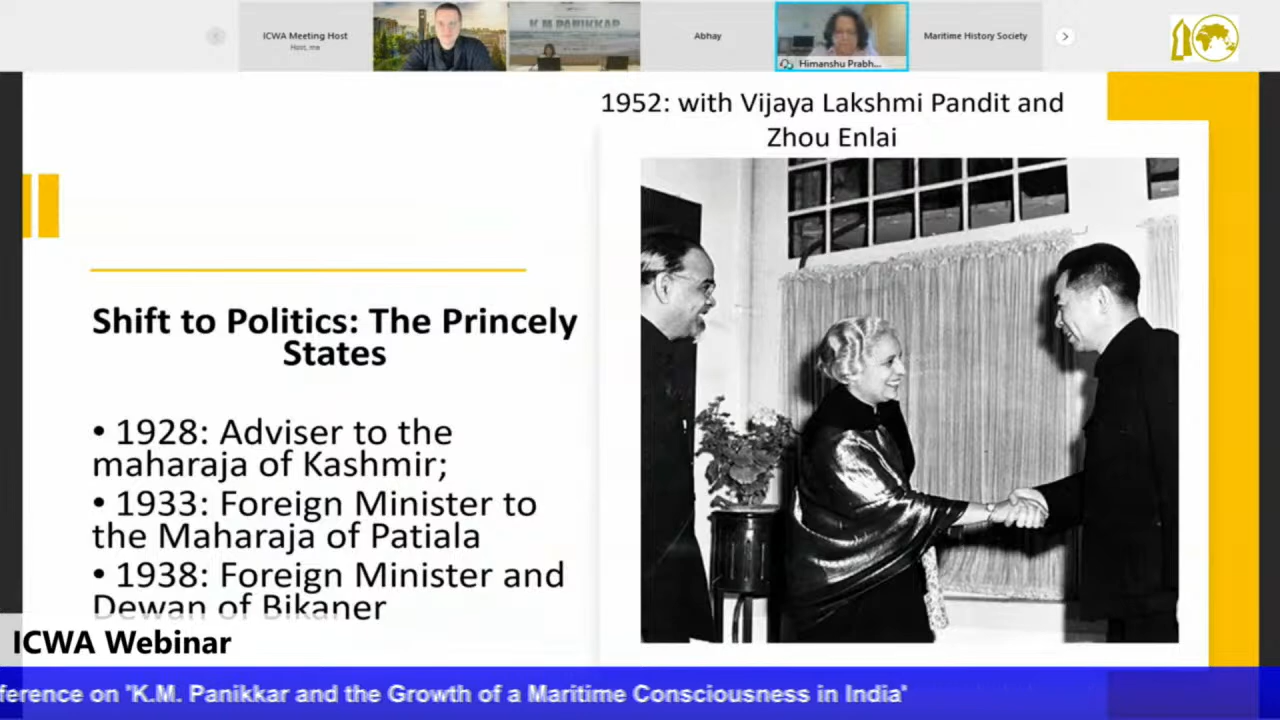 ICWA Meeting Host
Host, me
K M PANIKKAR
Abhay
Himanshu Prabh...
Maritime History Society
1952: with Vijaya Lakshmi Pandit and
Zhou Enlai
Shift to Politics: The Princely
States
• 1928: Adviser to the
maharaja of Kashmir;
• 1933: Foreign Minister to
the Maharaja of Patiala
• 1938: Foreign Minister and
Dewan of Bikaner
ICWA Webinar
ference on 'K.M. Panikkar and the Growth of a Maritime Consciousness in India'